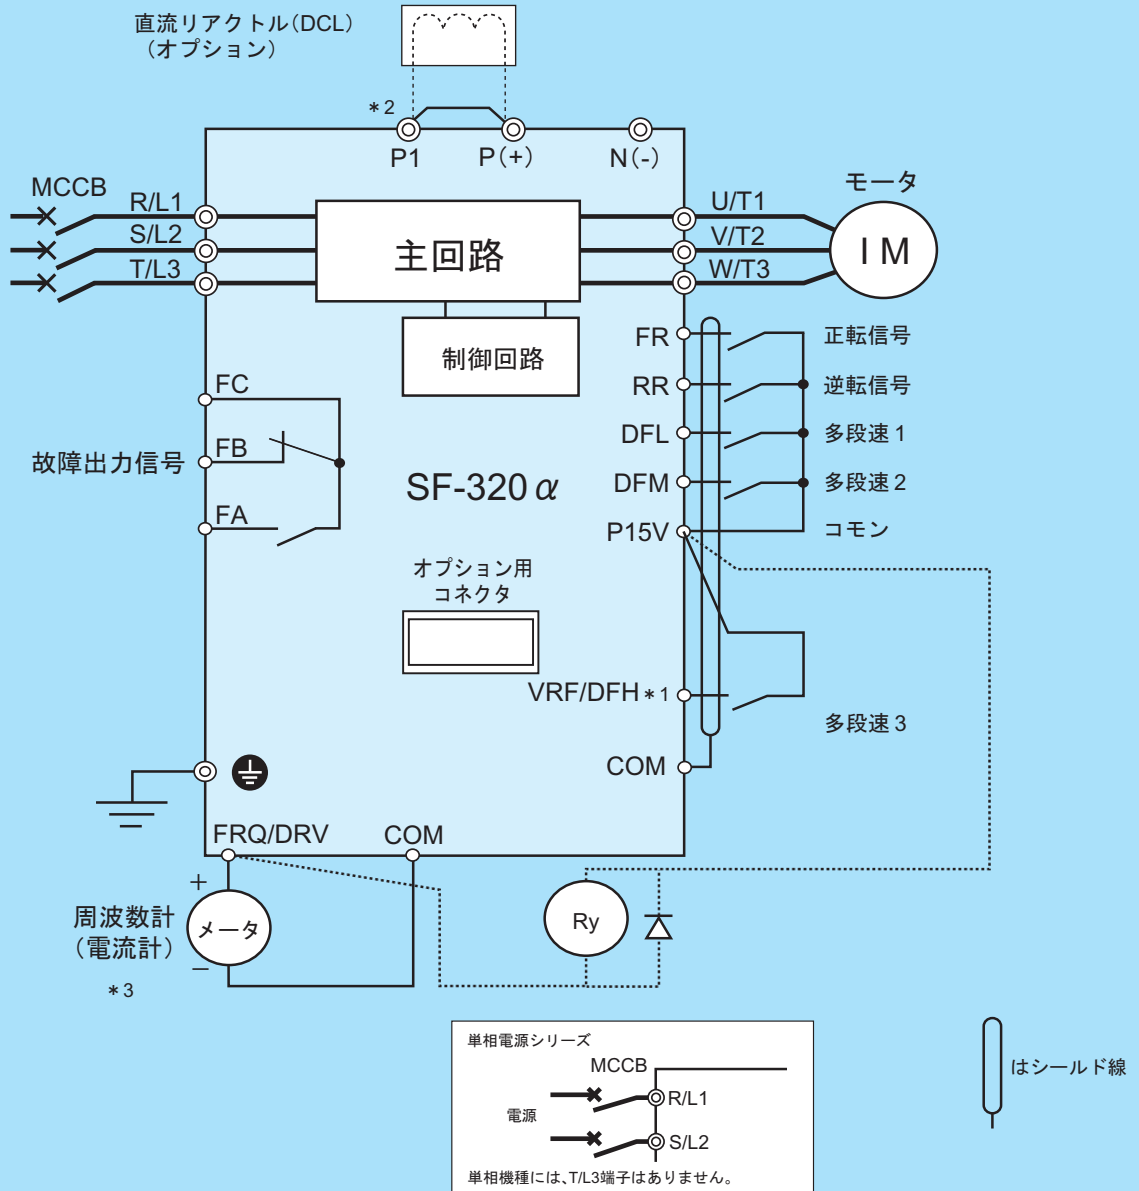 直流リアクトル(DCL)
(オプション)
*2
P1
P(+)
N(-)
MCCB
R/L1
S/L2
T/L3
主回路
制御回路
U/T1
V/T2
W/T3
モータ
IM
FC
FB
FA
故障出力信号
SF-320α
オプション用
コネクタ
FR
正転信号
RR
逆転信号
DFL
多段速1
DFM
多段速2
P15V
コモン
VRF/DFH*1
多段速3
COM
FRQ/DRV
COM
+
周波数計
(電流計)
メータ
−
*3
Ry
単相電源シリーズ
MCCB
電源
R/L1
S/L2
単相機種には、T/L3端子はありません。
はシールド線